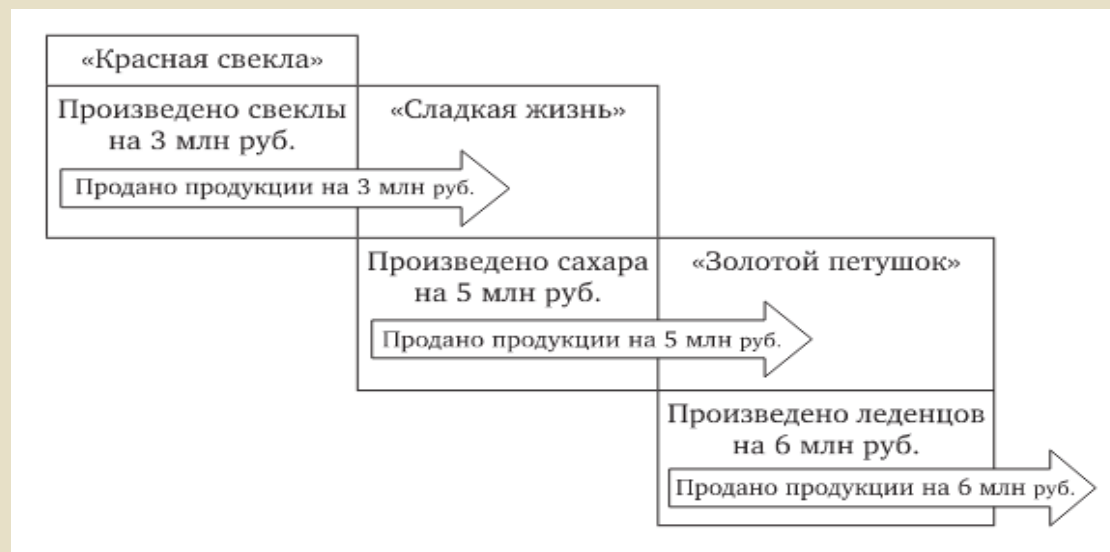 «Красная свекла»
Произведено свеклы
на 3 млн руб.
«Сладкая жизнь»
Продано продукции на 3 млн руб.
Произведено сахара
на 5 млн руб.
«Золотой петушок»
Продано продукции на 5 млн руб.
Произведено леденцов
на 6 млн руб.
Продано продукции на 6 млн руб.